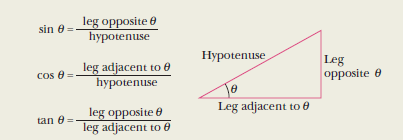 sin θ = leg opposite θ / hypotenuse
cos θ = leg adjacent to θ / hypotenuse
tan θ = leg opposite θ / leg adjacent to θ
Hypotenuse
Leg
opposite θ
θ
Leg adjacent to θ